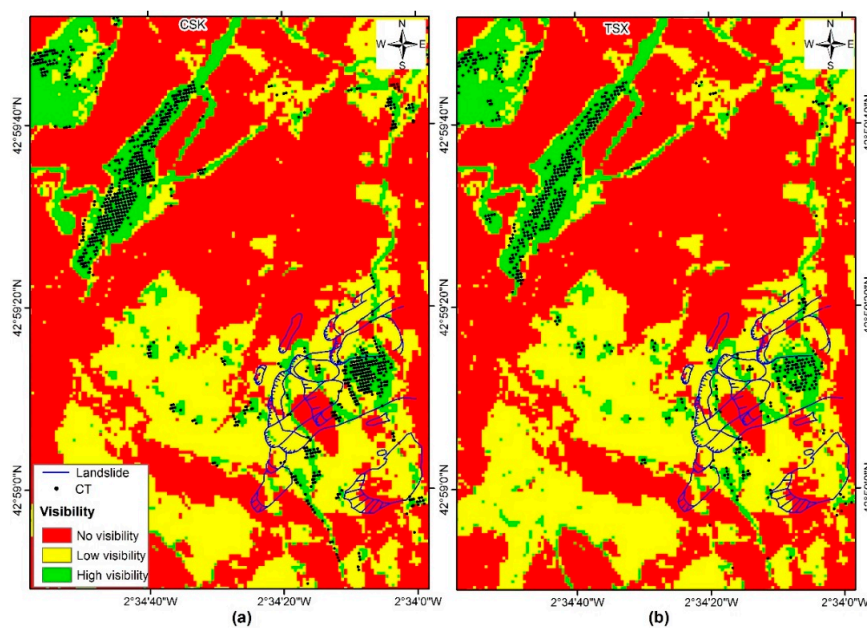 CSK
N
W E
S
42°59'40"N
42°59'20"N
42°59'0"N
Landslide
CT
Visibility
No visibility
Low visibility
High visibility
2°34'40"W
2°34'20"W
2°34'0"W
(a)
TSX
N
W E
S
42°59'40"N
42°59'20"N
42°59'0"N
2°34'40"W
2°34'20"W
2°34'0"W
(b)